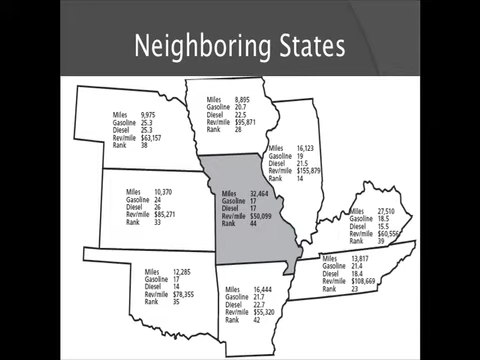 Neighboring States
Miles 8,895
Gasoline 20.7
Diesel 22.5
Rev/mile $95,871
Rank 28
Miles 9,975
Gasoline 25.3
Diesel 25.3
Rev/mile $63,157
Rank 38
Miles 16,123
Gasoline 19
Diesel 21.5
Rev/mile $155,879
Rank 14
Miles 10,370
Gasoline 24
Diesel 26
Rev/mile $85,271
Rank 33
Miles 32,464
Gasoline 17
Diesel 17
Rev/mile $50,099
Rank 44
Miles 27,510
Gasoline 18.5
Diesel 15.5
Rev/mile $60,556
Rank 39
Miles 13,817
Gasoline 21.4
Diesel 18.4
Rev/mile $108,669
Rank 23
Miles 12,285
Gasoline 17
Diesel 14
Rev/mile $78,355
Rank 35
Miles 16,444
Gasoline 21.7
Diesel 22.7
Rev/mile $55,320
Rank 42